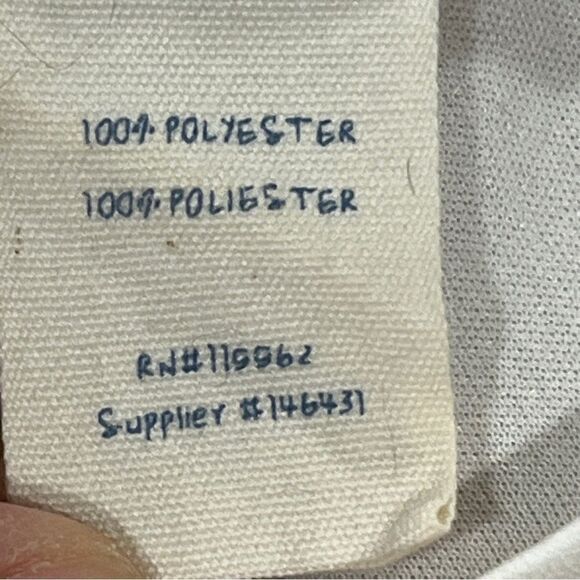 100% POLYESTER
100% POLIESTER
RN#115562
Supplier #146431